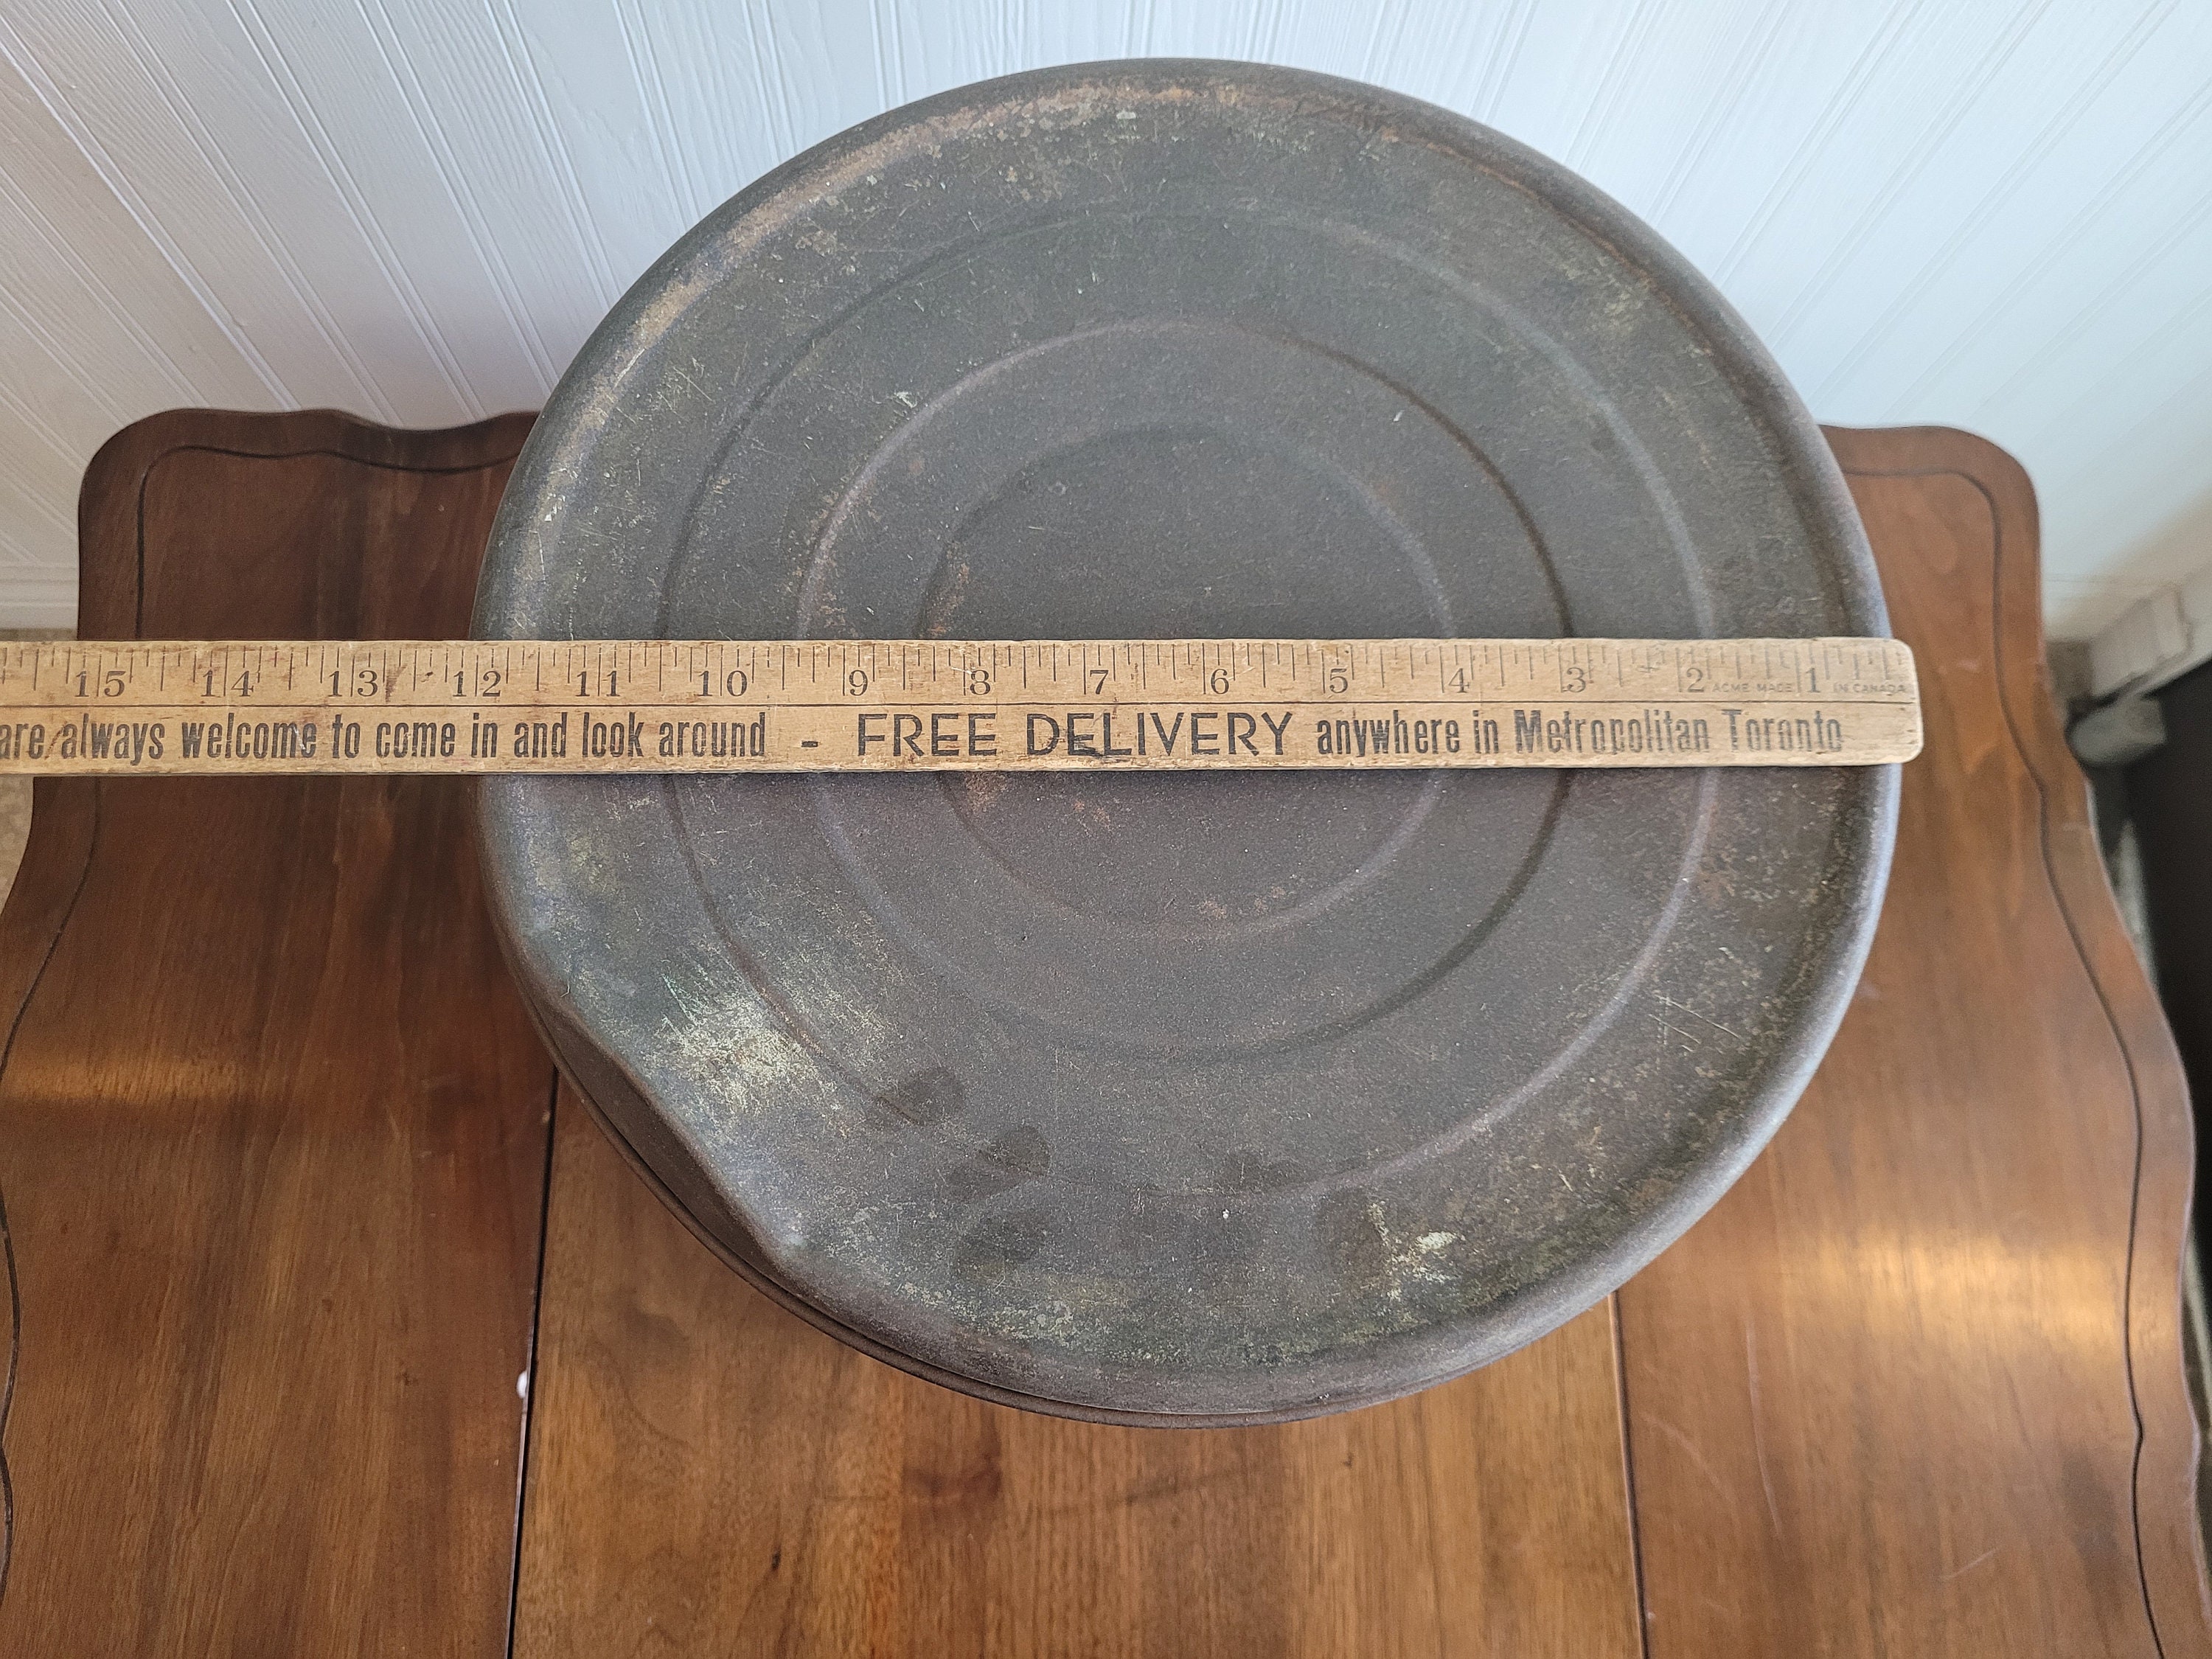 15 14 13 12 11 10 9 8 7 6 5 4 3 2 ACME MADE 1 IN CANADA
are always welcome to come in and look around - FREE DELIVERY anywhere in Metropolitan Toronto